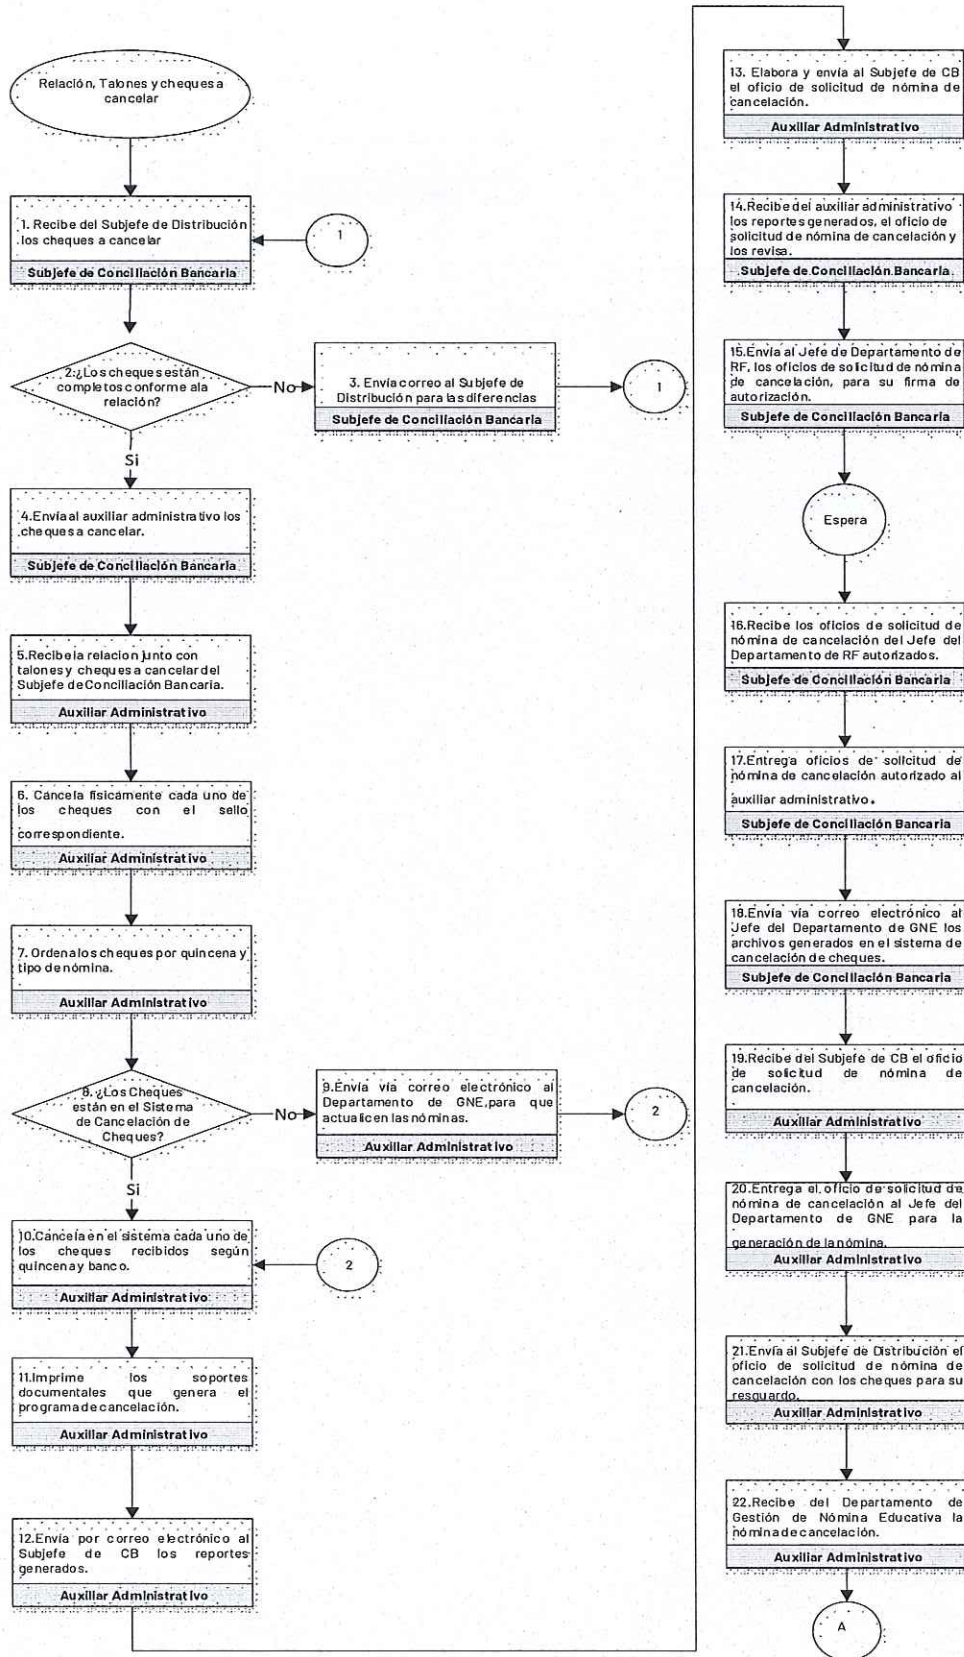 Relación, Talones y cheques a
cancelar
1. Recibe del Subjefe de Distribución
los cheques a cancelar
Subjefe de Conciliación Bancaria
1
2.¿Los cheques están
completos conforme ala
relación?
No
3. Envía correo al Subjefe de
Distribución para las diferencias
Subjefe de Conciliación Bancaria
1
Si
4.Envía al auxiliar administrativo los
cheques a cancelar.
Subjefe de Conciliación Bancaria
5.Recibe la relacion junto con
talones y cheques a cancelar del
Subjefe de Conciliación Bancaria.
Auxiliar Administrativo
6. Cancela físicamente cada uno de
los cheques con el sello
correspondiente.
Auxiliar Administrativo
7. Ordena los cheques por quincena y
tipo de nómina.
Auxiliar Administrativo
8. ¿Los Cheques
están en el Sistema
de Cancelación de
Cheques?
No
9.Envía vía correo electrónico al
Departamento de GNE,para que
actualicen las nóminas.
Auxiliar Administrativo
2
Si
10.Cancela en el sistema cada uno de
los cheques recibidos según
quincena y banco.
Auxiliar Administrativo
2
11.Imprime los soportes
documentales que genera el
programa de cancelación.
Auxiliar Administrativo
12.Envía por correo electrónico al
Subjefe de CB los reportes
generados.
Auxiliar Administrativo
13. Elabora y envía al Subjefe de CB
el oficio de solicitud de nómina de
cancelación.
Auxiliar Administrativo
14.Recibe del auxiliar administrativo
los reportes generados, el oficio de
solicitud de nómina de cancelación y
los revisa.
Subjefe de Conciliación Bancaria
15.Envía al Jefe de Departamento de
RF, los oficios de solicitud de nómina
de cancelación, para su firma de
autorización.
Subjefe de Conciliación Bancaria
Espera
16.Recibe los oficios de solicitud de
nómina de cancelación del Jefe del
Departamento de RF autorizados.
Subjefe de Conciliación Bancaria
17.Entrega oficios de solicitud de
nómina de cancelación autorizado al
auxiliar administrativo.
Subjefe de Conciliación Bancaria
18.Envía vía correo electrónico al
Jefe del Departamento de GNE los
archivos generados en el sistema de
cancelación de cheques.
Subjefe de Conciliación Bancaria
19.Recibe del Subjefe de CB el oficio
de solicitud de nómina de
cancelación.
Auxiliar Administrativo
20.Entrega el oficio de solicitud de
nómina de cancelación al Jefe del
Departamento de GNE para la
generación de la nómina.
Auxiliar Administrativo
21.Envía al Subjefe de Distribución el
oficio de solicitud de nómina de
cancelación con los cheques para su
resguardo.
Auxiliar Administrativo
22.Recibe del Departamento de
Gestión de Nómina Educativa la
nómina de cancelación.
Auxiliar Administrativo
A